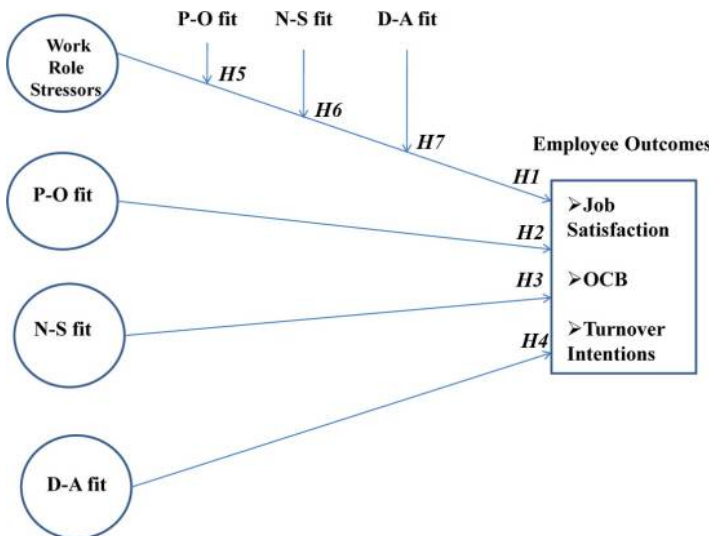 P-O fit
N-S fit
D-A fit
Work
Role
Stressors
H5
H6
H7
Employee Outcomes
H1
P-O fit
➢Job
Satisfaction
H2
H3
➢OCB
N-S fit
➢Turnover
Intentions
H4
D-A fit